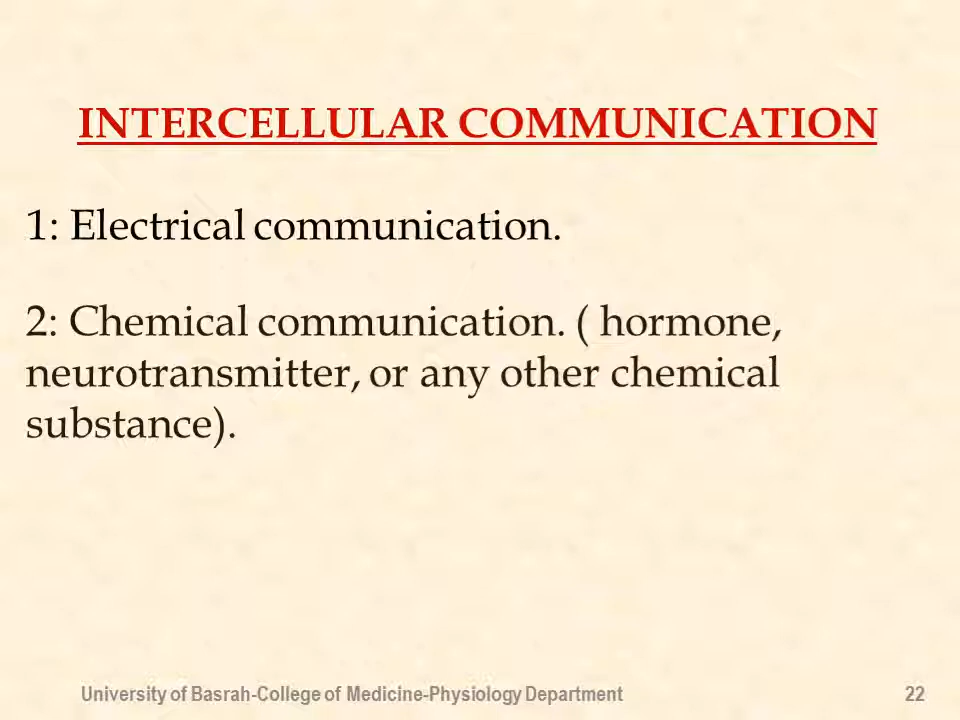 INTERCELLULAR COMMUNICATION
1: Electrical communication.
2: Chemical communication. ( hormone,
neurotransmitter, or any other chemical
substance).
University of Basrah-College of Medicine-Physiology Department 22